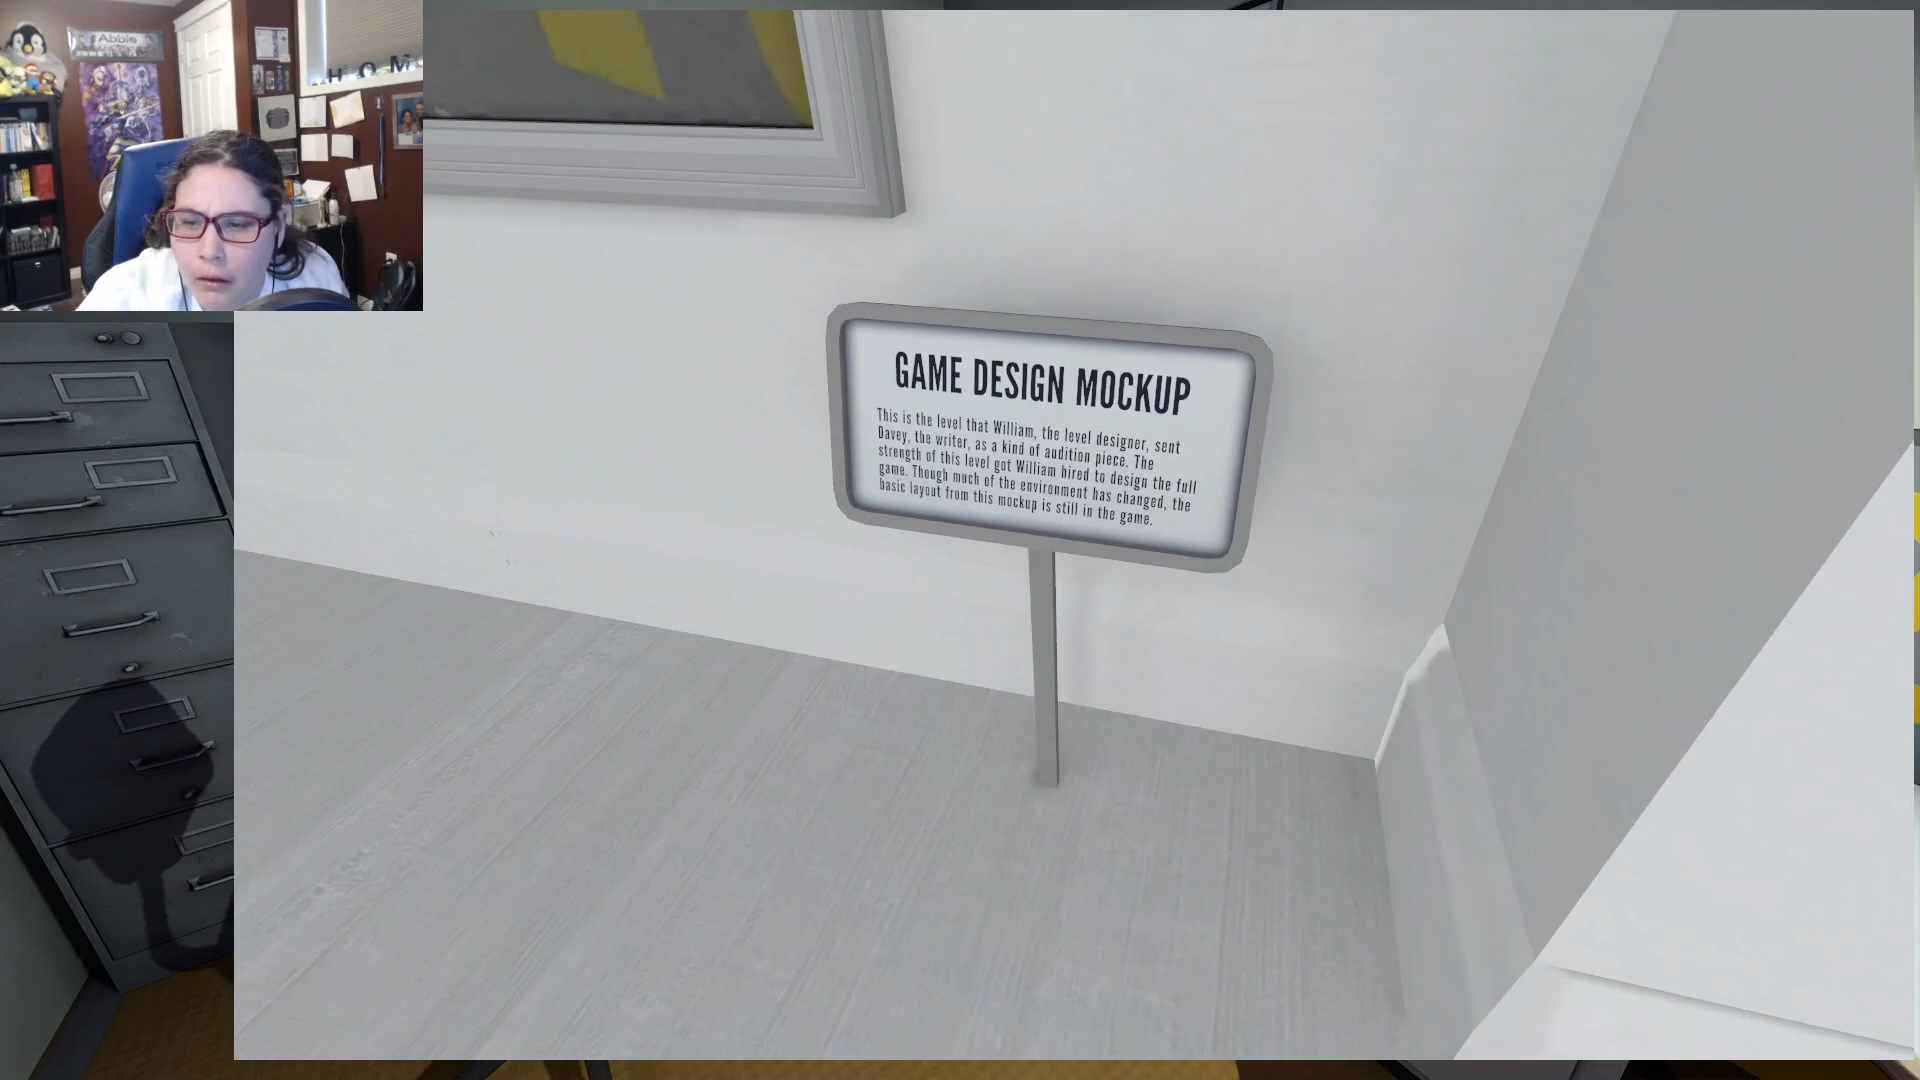 Abbie
HOM
GAME DESIGN MOCKUP
This is the level that William, the level designer, sent
Davey, the writer, as a kind of audition piece. The
strength of this level got William hired to design the full
game. Though much of the environment has changed, the
basic layout from this mockup is still in the game.